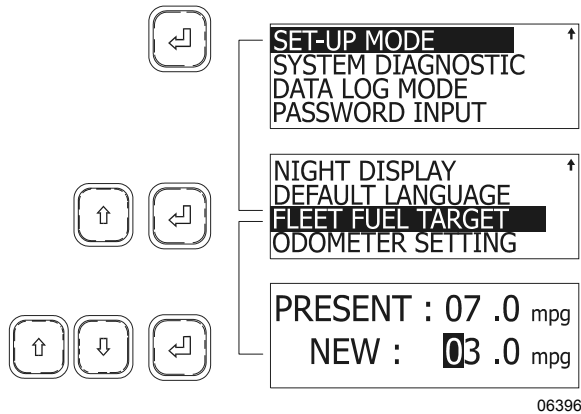 SET-UP MODE
SYSTEM DIAGNOSTIC
DATA LOG MODE
PASSWORD INPUT
NIGHT DISPLAY
DEFAULT LANGUAGE
FLEET FUEL TARGET
ODOMETER SETTING
PRESENT : 07 .0 mpg
NEW : 03 .0 mpg
06396